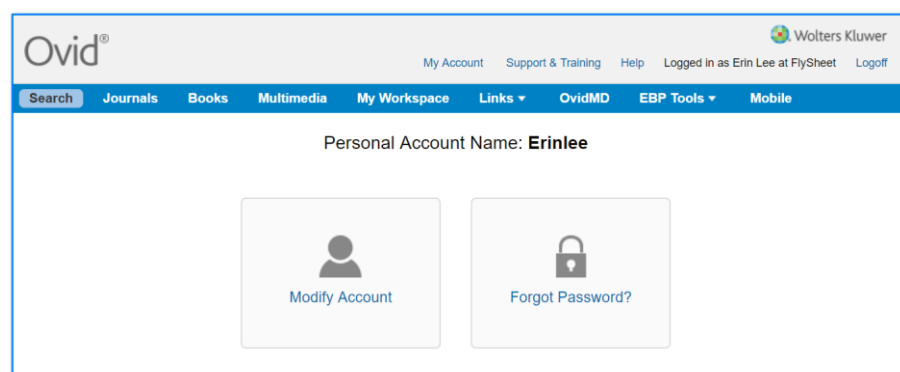 Ovid®
Wolters Kluwer
My Account Support & Training Help Logged in as Erin Lee at FlySheet Logoff
Search Journals Books Multimedia My Workspace Links OvidMD EBP Tools Mobile
Personal Account Name: Erinlee
Modify Account Forgot Password?